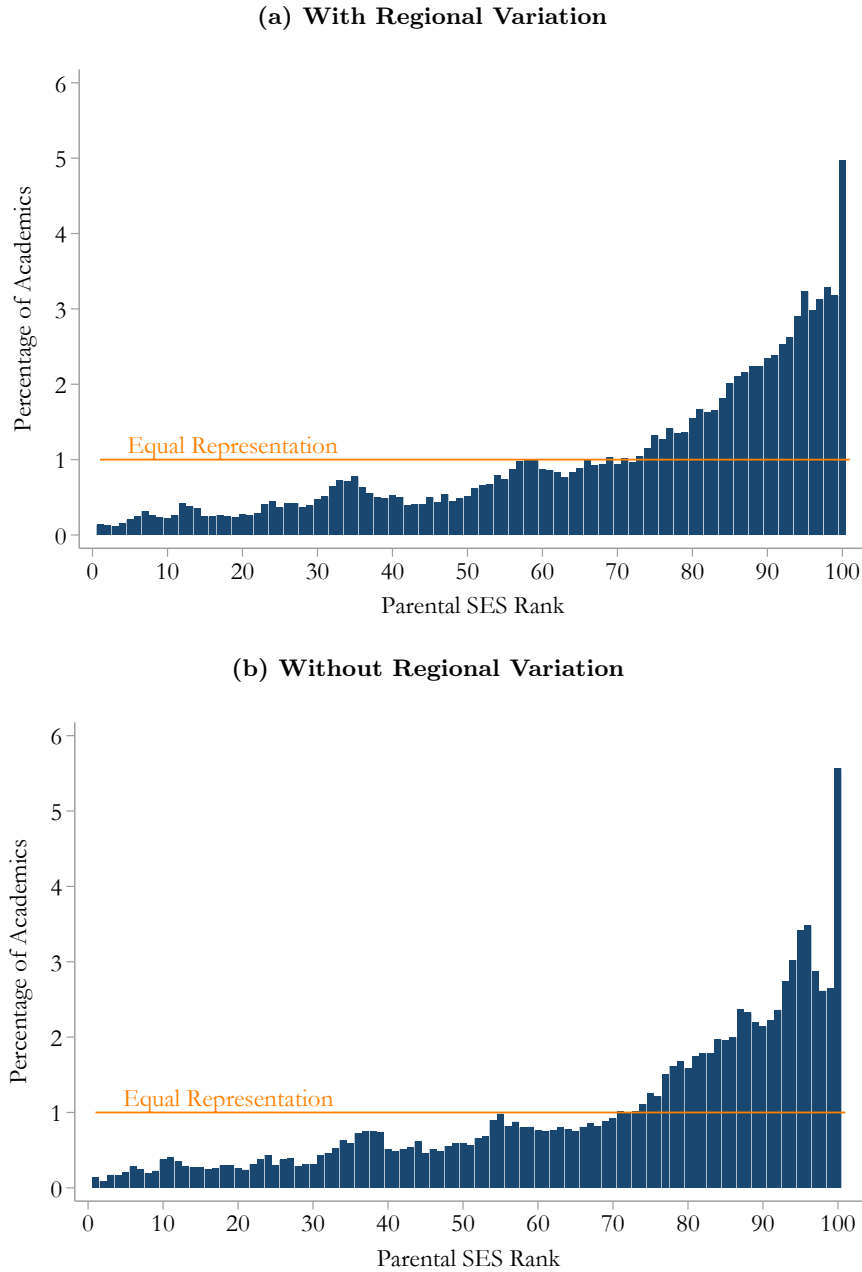 (a) With Regional Variation
6
5
4
3
2
1
0
Percentage of Academics
Equal Representation
0 10 20 30 40 50 60 70 80 90 100
Parental SES Rank
(b) Without Regional Variation
6
5
4
3
2
1
0
Percentage of Academics
Equal Representation
0 10 20 30 40 50 60 70 80 90 100
Parental SES Rank